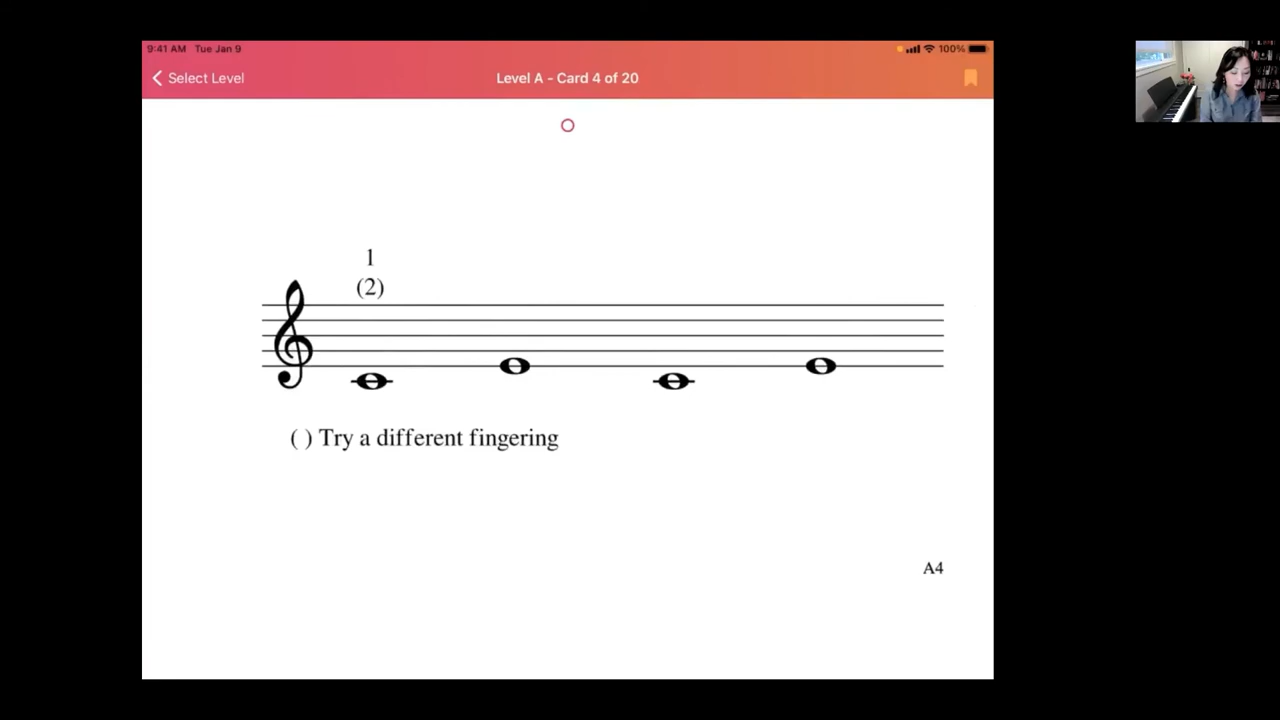 9:41 AM Tue Jan 9
100%
Select Level
Level A - Card 4 of 20
1
(2)
( ) Try a different fingering
A4